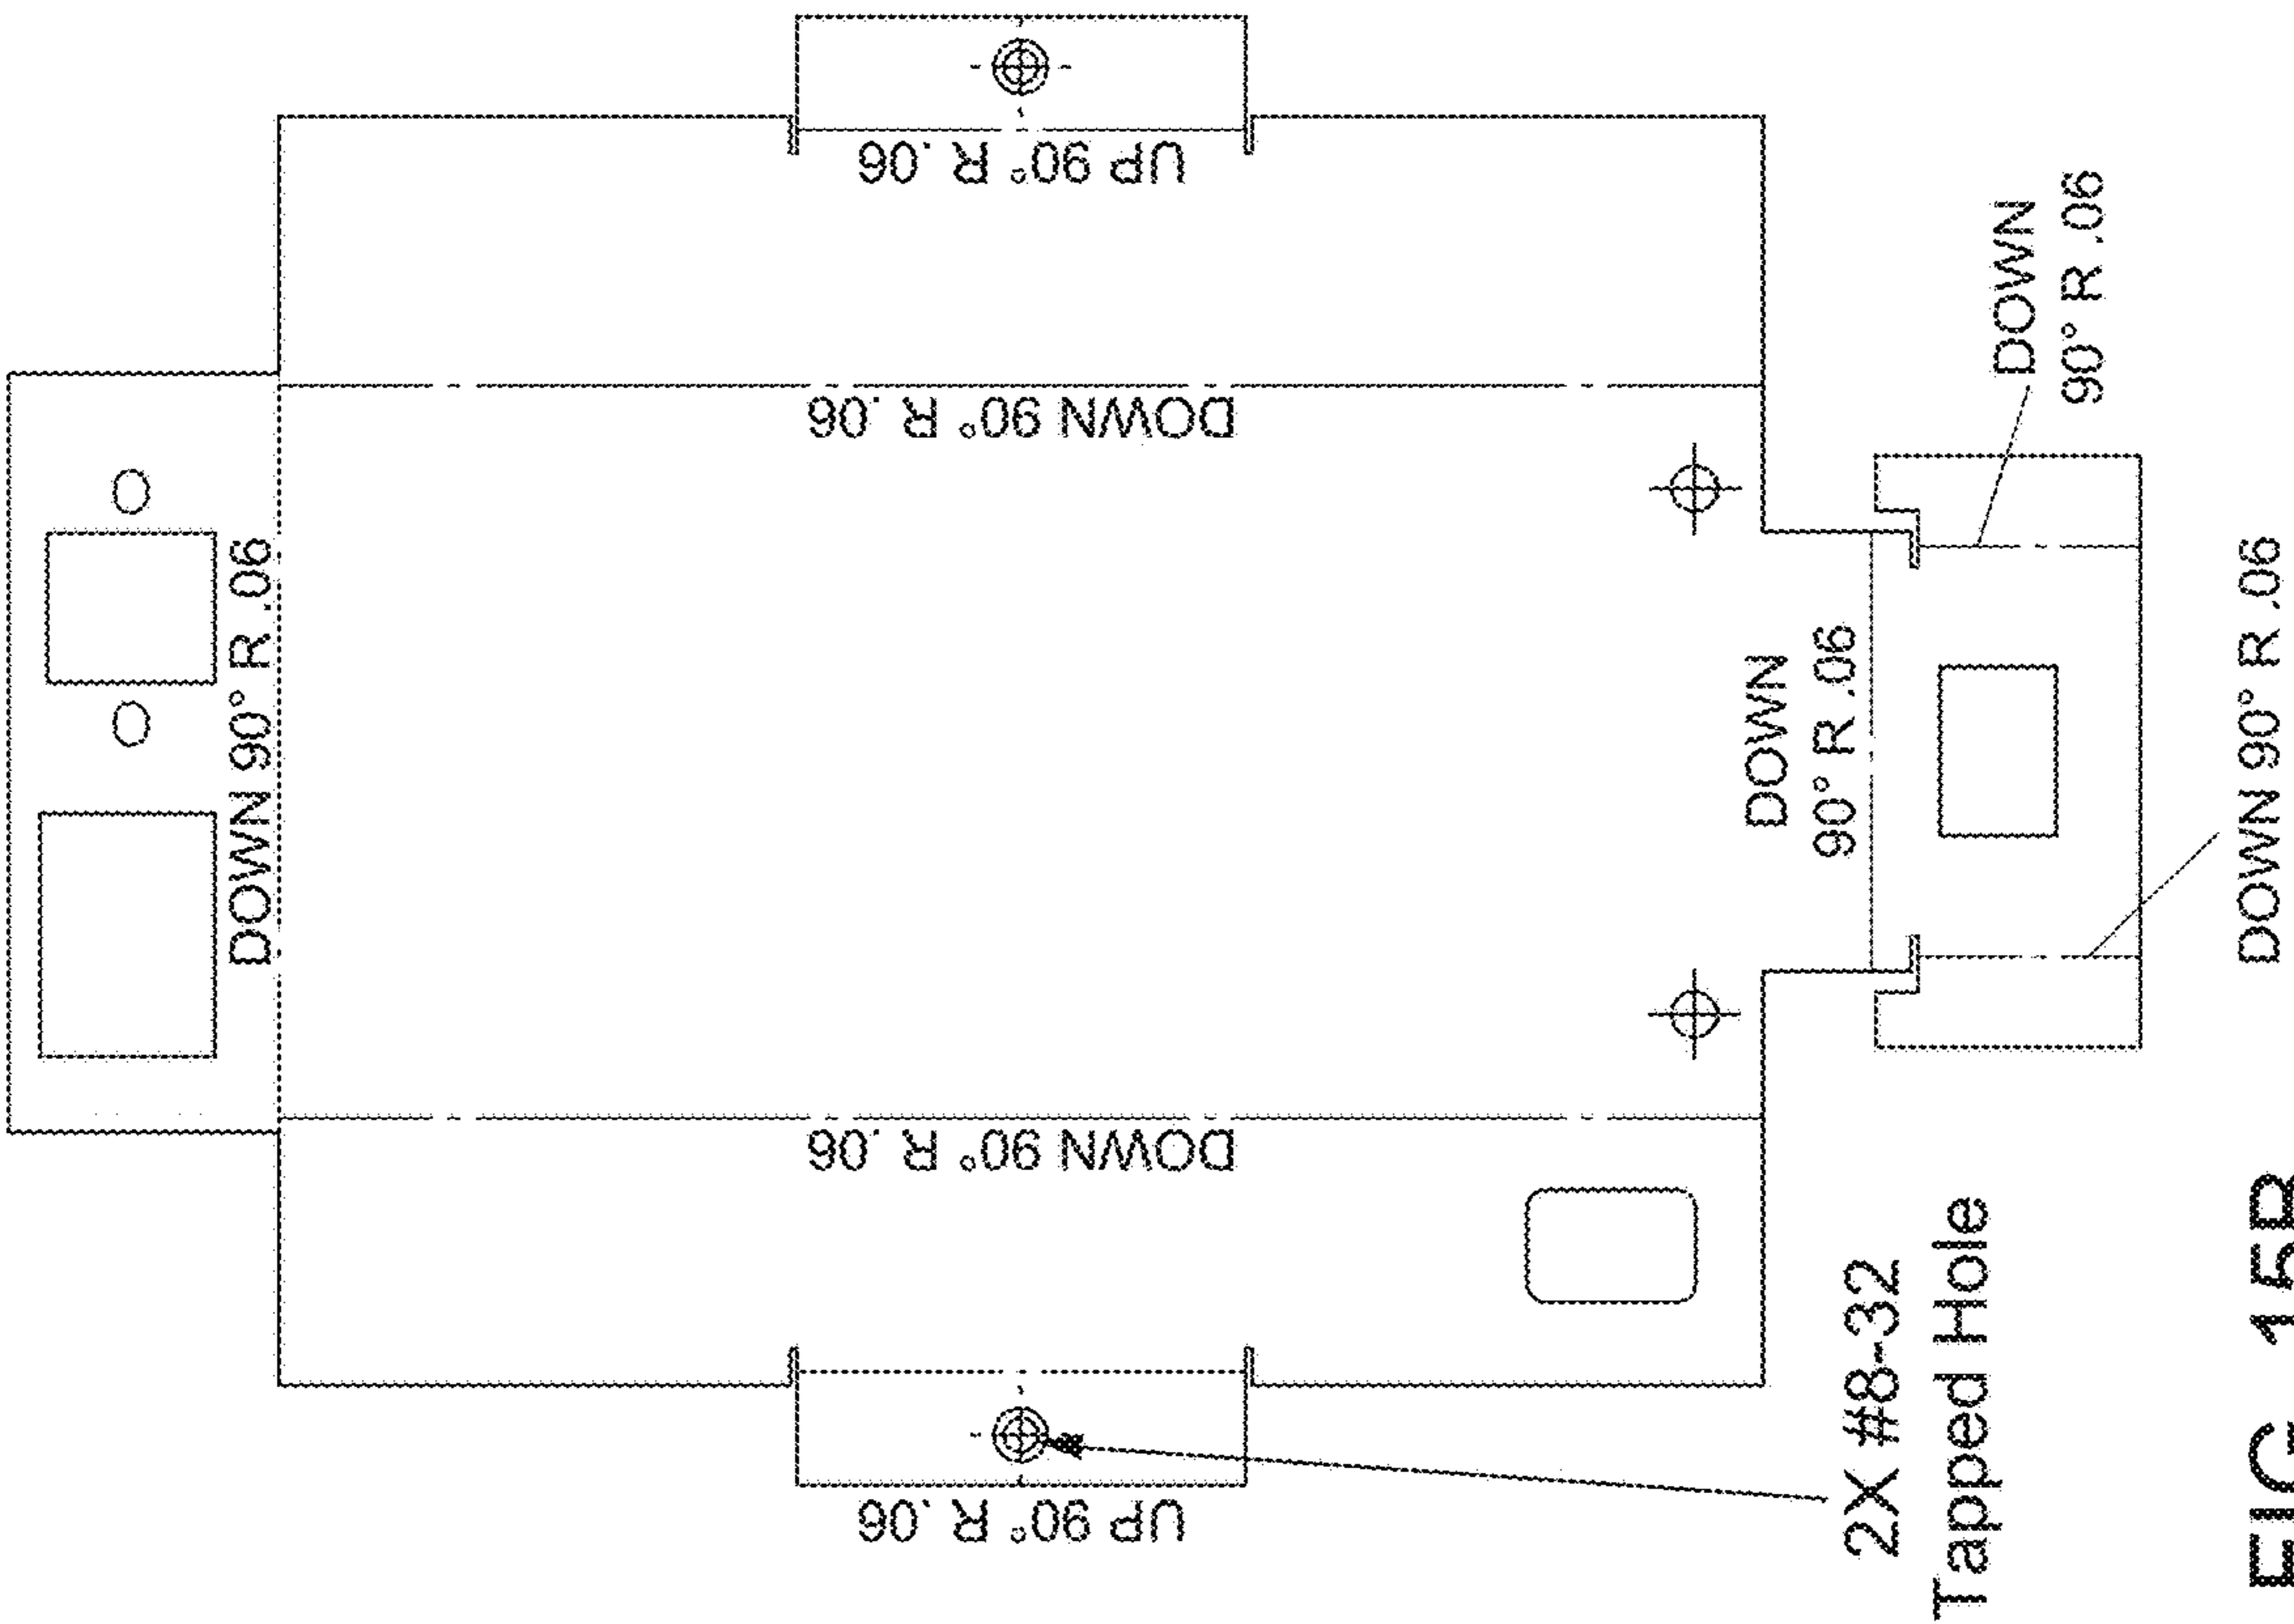 DOWN 90° R .06
UP 90° R .06
DOWN 90° R .06
DOWN 90° R .06
UP 90° R .06
DOWN
90° R .06
2X #8-32
Tapped Hole
DOWN
90° R .06
DOWN 90° R .06
FIG. 15B